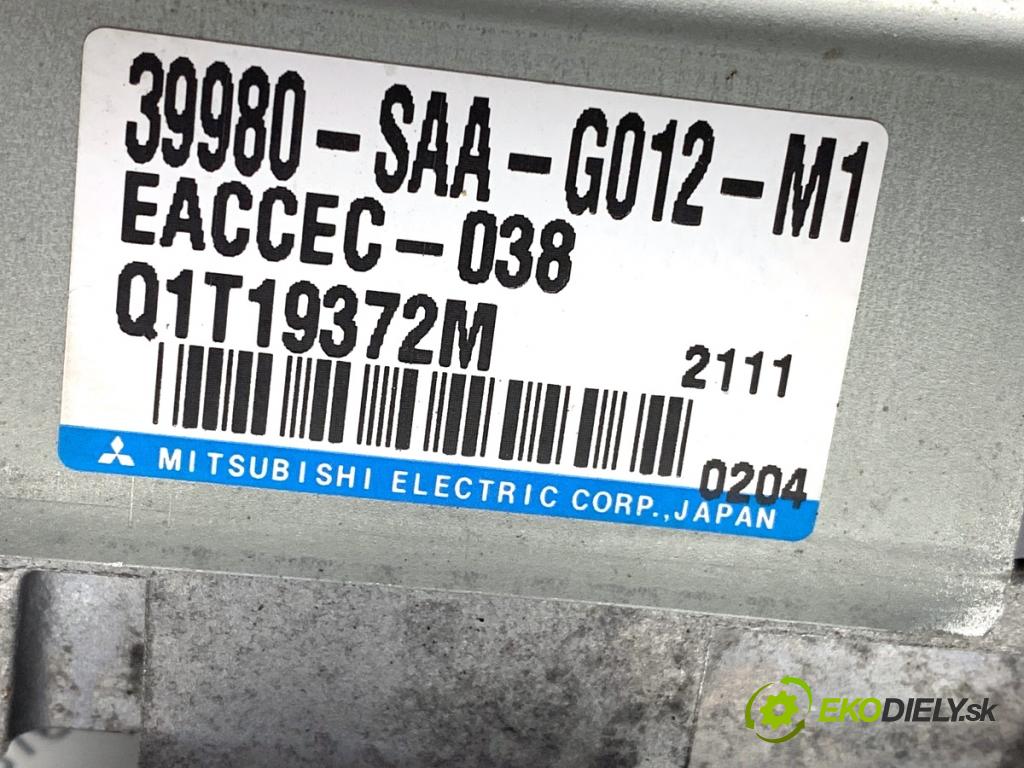 39980-SAA-G012-M1
EACCEC-038
Q1T19372M
2111
0204
MITSUBISHI ELECTRIC CORP.,JAPAN
EKODIELY.sk